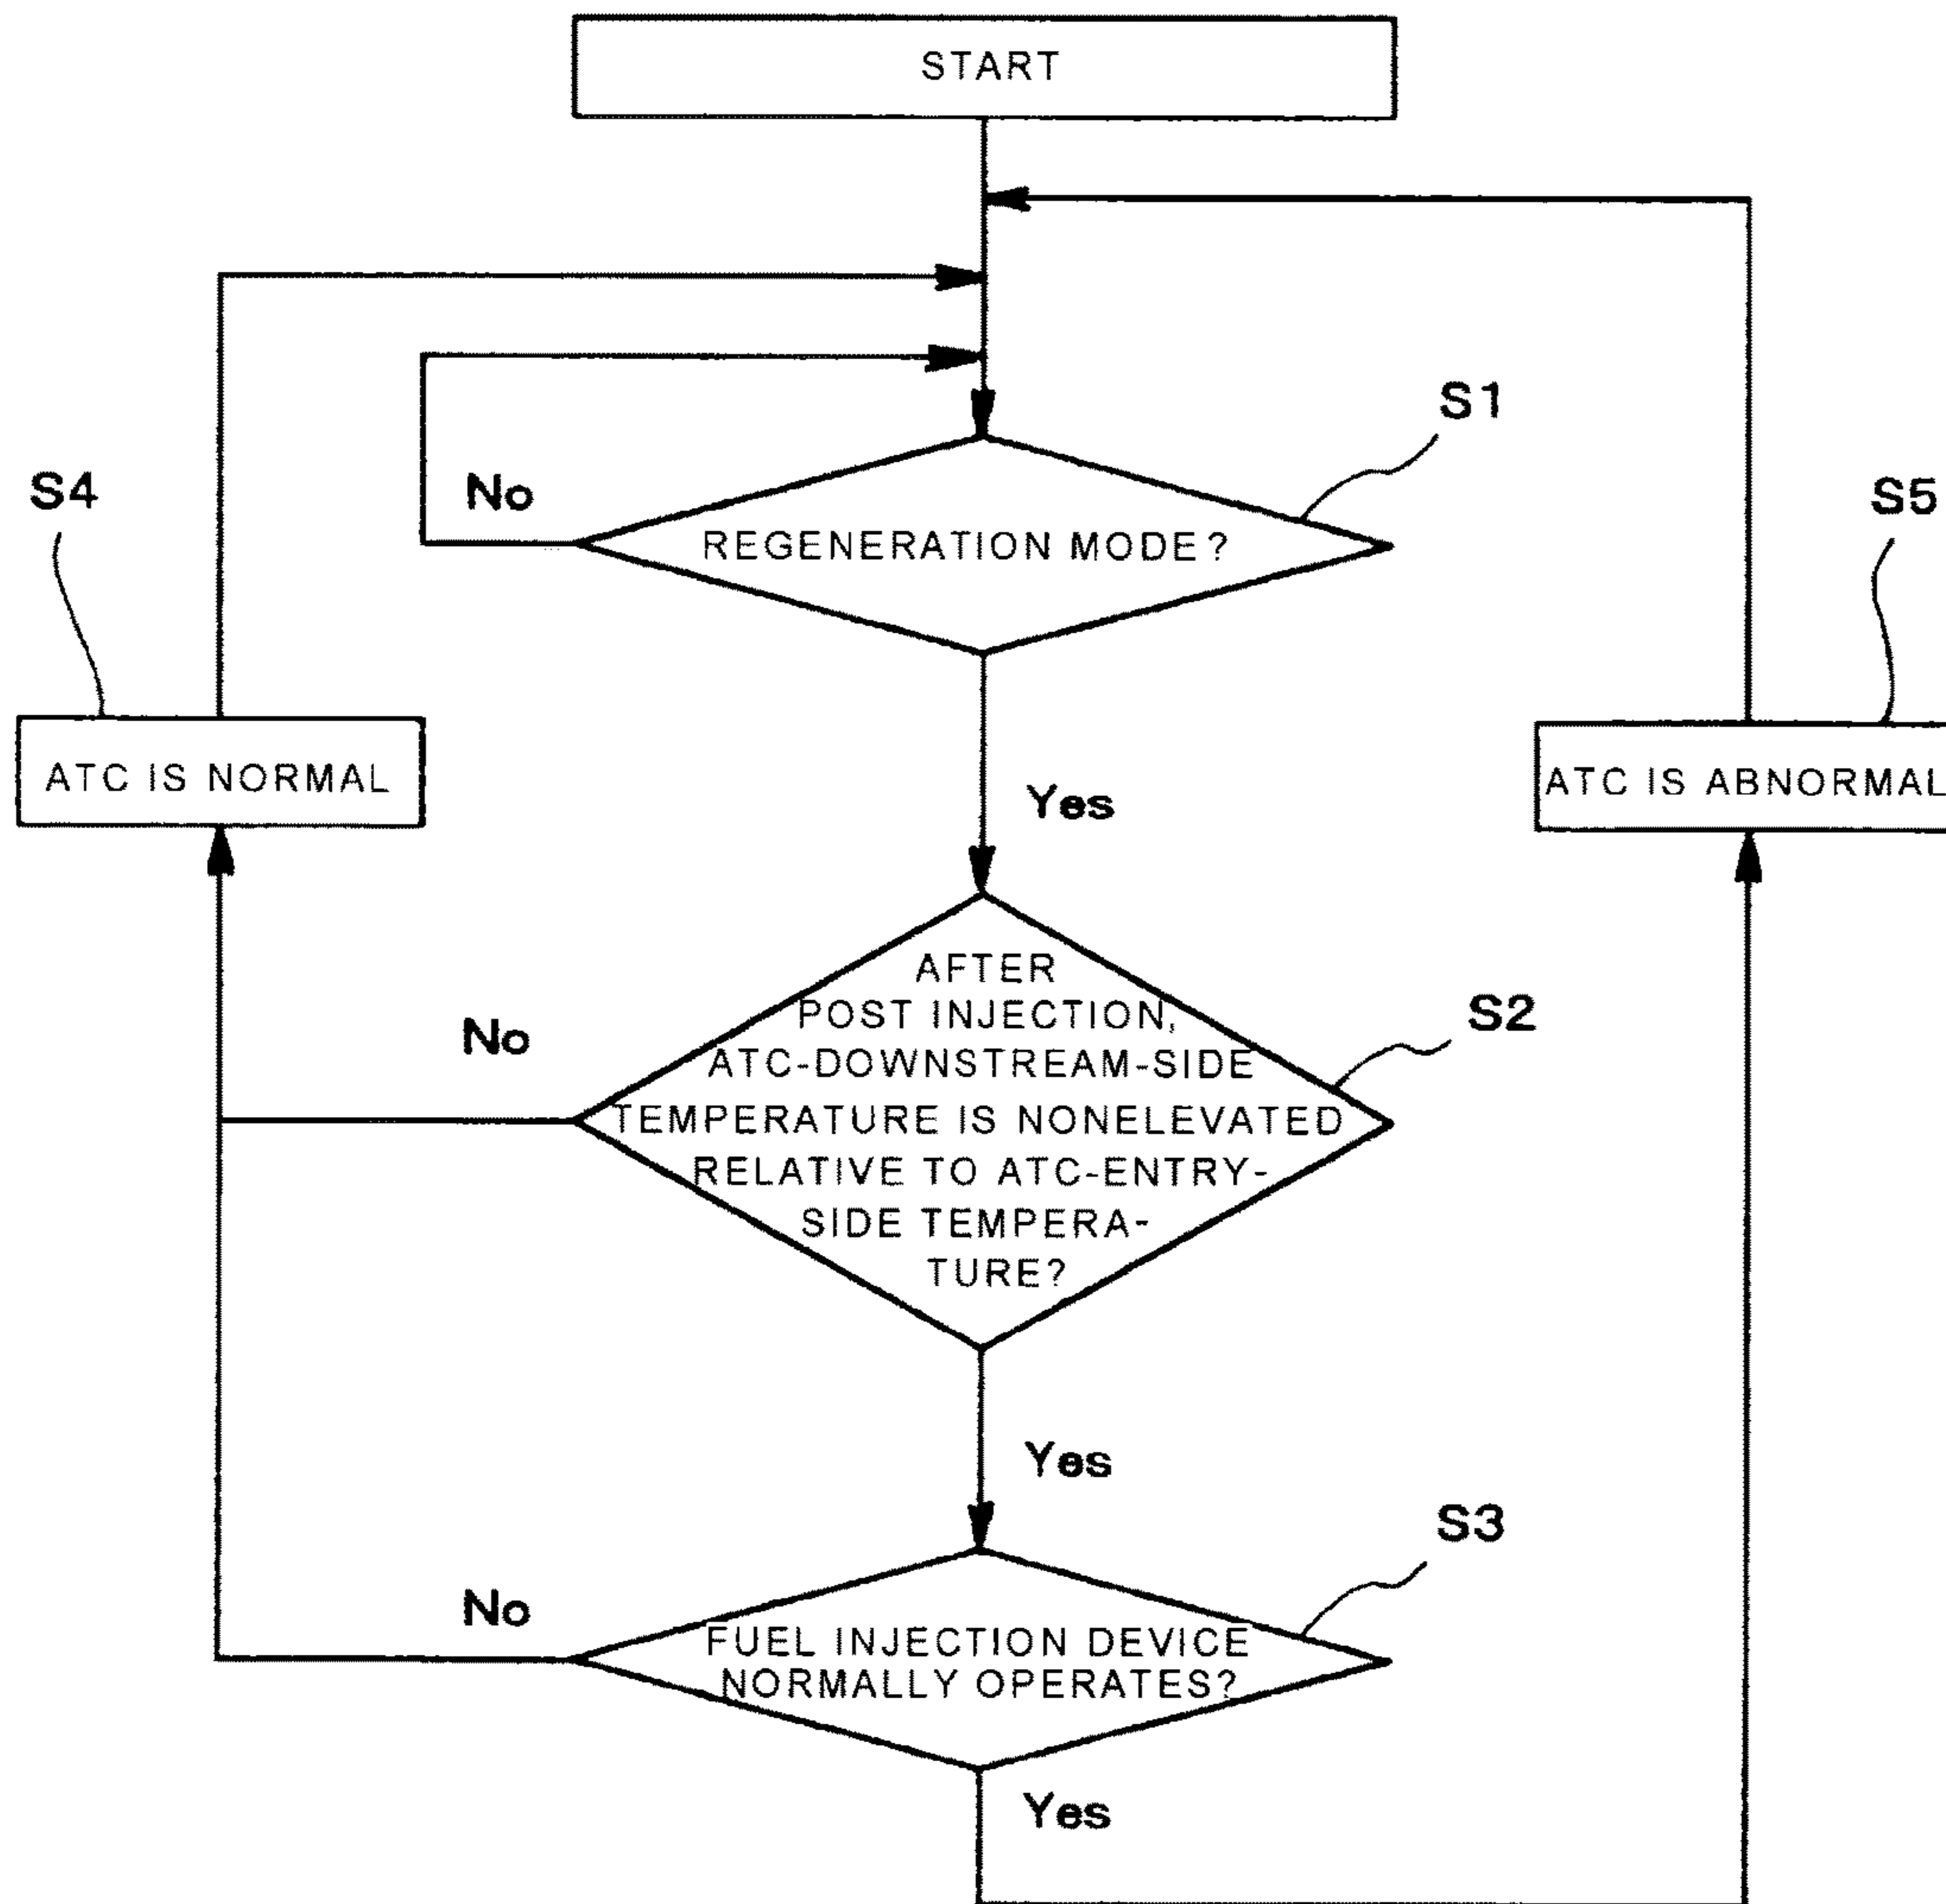 START
S1
No
REGENERATION MODE?
S4
S5
ATC IS NORMAL
ATC IS ABNORMAL
Yes
AFTER
POST INJECTION,
ATC-DOWNSTREAM-SIDE
TEMPERATURE IS NONELEVATED
RELATIVE TO ATC-ENTRY-
SIDE TEMPERA-
TURE?
No
S2
Yes
S3
No
FUEL INJECTION DEVICE
NORMALLY OPERATES?
Yes